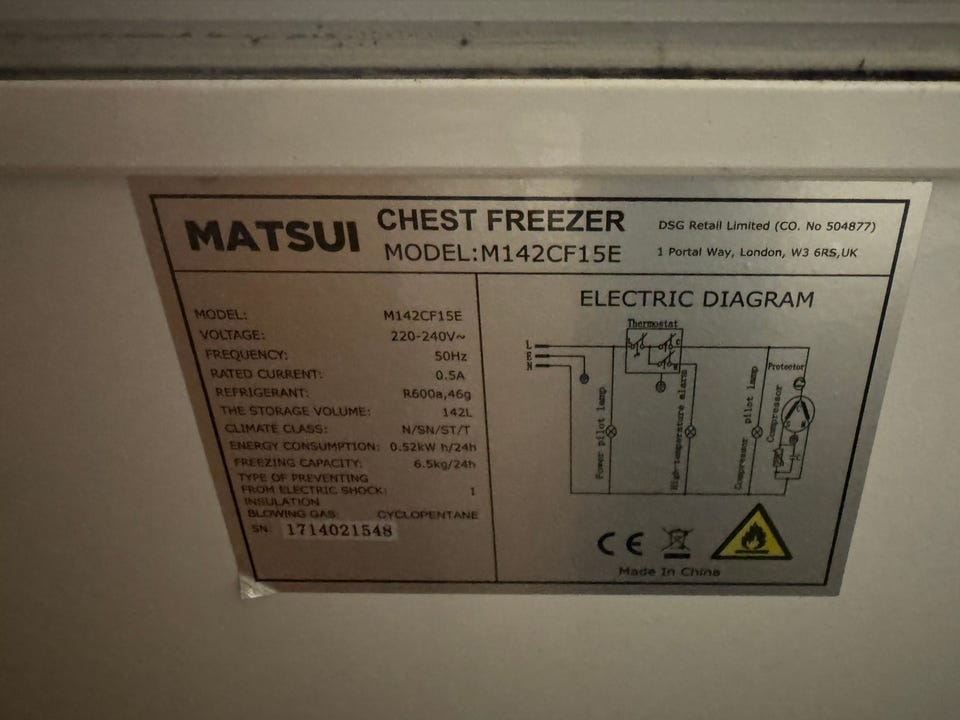 MATSUI
CHEST FREEZER
MODEL:M142CF15E
DSG Retail Limited (CO. No 504877)
1 Portal Way, London, W3 6RS,UK
MODEL: M142CF15E
VOLTAGE: 220-240V~
FREQUENCY: 50Hz
RATED CURRENT: 0.5A
REFRIGERANT: R600a,46g
THE STORAGE VOLUME: 142L
CLIMATE CLASS: N/SN/ST/T
ENERGY CONSUMPTION: 0.52kW h/24h
FREEZING CAPACITY: 6.5kg/24h
TYPE OF PREVENTING
FROM ELECTRIC SHOCK: I
INSULATION
BLOWING GAS: CYCLOPENTANE
SN: 1714021548
ELECTRIC DIAGRAM
Thermostat
L
E
N
Power pilot lamp
High-temperature alarm
Compressor pilot lamp
Compressor
Protector
CE
Made In China